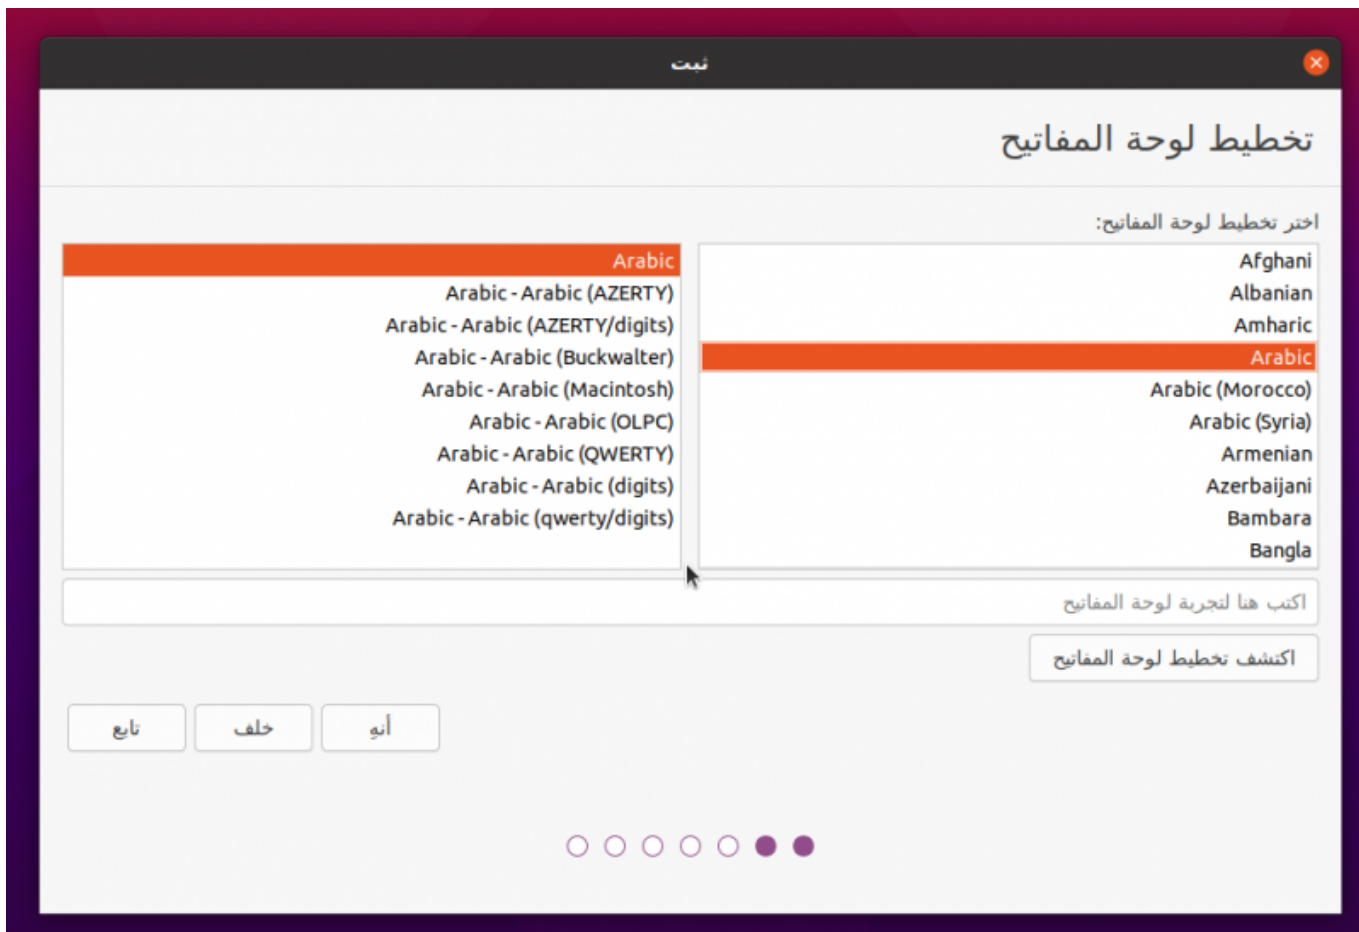 ثبت
تخطيط لوحة المفاتيح
اختر تخطيط لوحة المفاتيح:
Afghani
Albanian
Amharic
Arabic
Arabic (Morocco)
Arabic (Syria)
Armenian
Azerbaijani
Bambara
Bangla
Arabic
Arabic - Arabic (AZERTY)
Arabic - Arabic (AZERTY/digits)
Arabic - Arabic (Buckwalter)
Arabic - Arabic (Macintosh)
Arabic - Arabic (OLPC)
Arabic - Arabic (QWERTY)
Arabic - Arabic (digits)
Arabic - Arabic (qwerty/digits)
اكتب هنا لتجربة لوحة المفاتيح
اكتشف تخطيط لوحة المفاتيح
أنهِ
خلف
تابع